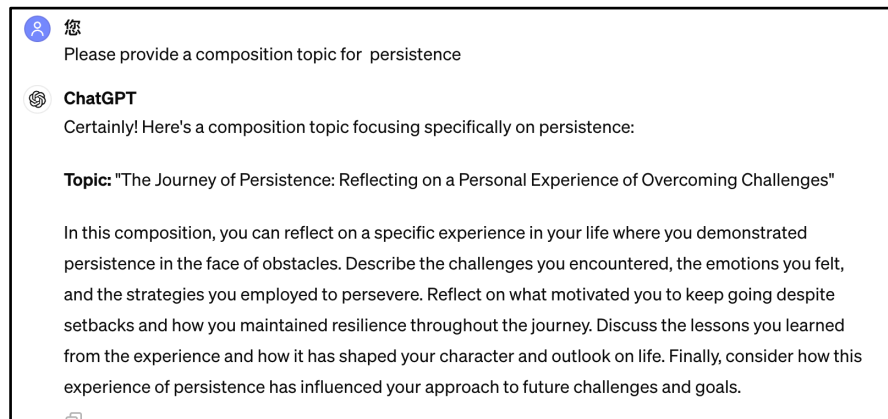 您
Please provide a composition topic for  persistence
ChatGPT
Certainly! Here's a composition topic focusing specifically on persistence:
Topic: "The Journey of Persistence: Reflecting on a Personal Experience of Overcoming Challenges"
In this composition, you can reflect on a specific experience in your life where you demonstrated
persistence in the face of obstacles. Describe the challenges you encountered, the emotions you felt,
and the strategies you employed to persevere. Reflect on what motivated you to keep going despite
setbacks and how you maintained resilience throughout the journey. Discuss the lessons you learned
from the experience and how it has shaped your character and outlook on life. Finally, consider how this
experience of persistence has influenced your approach to future challenges and goals.